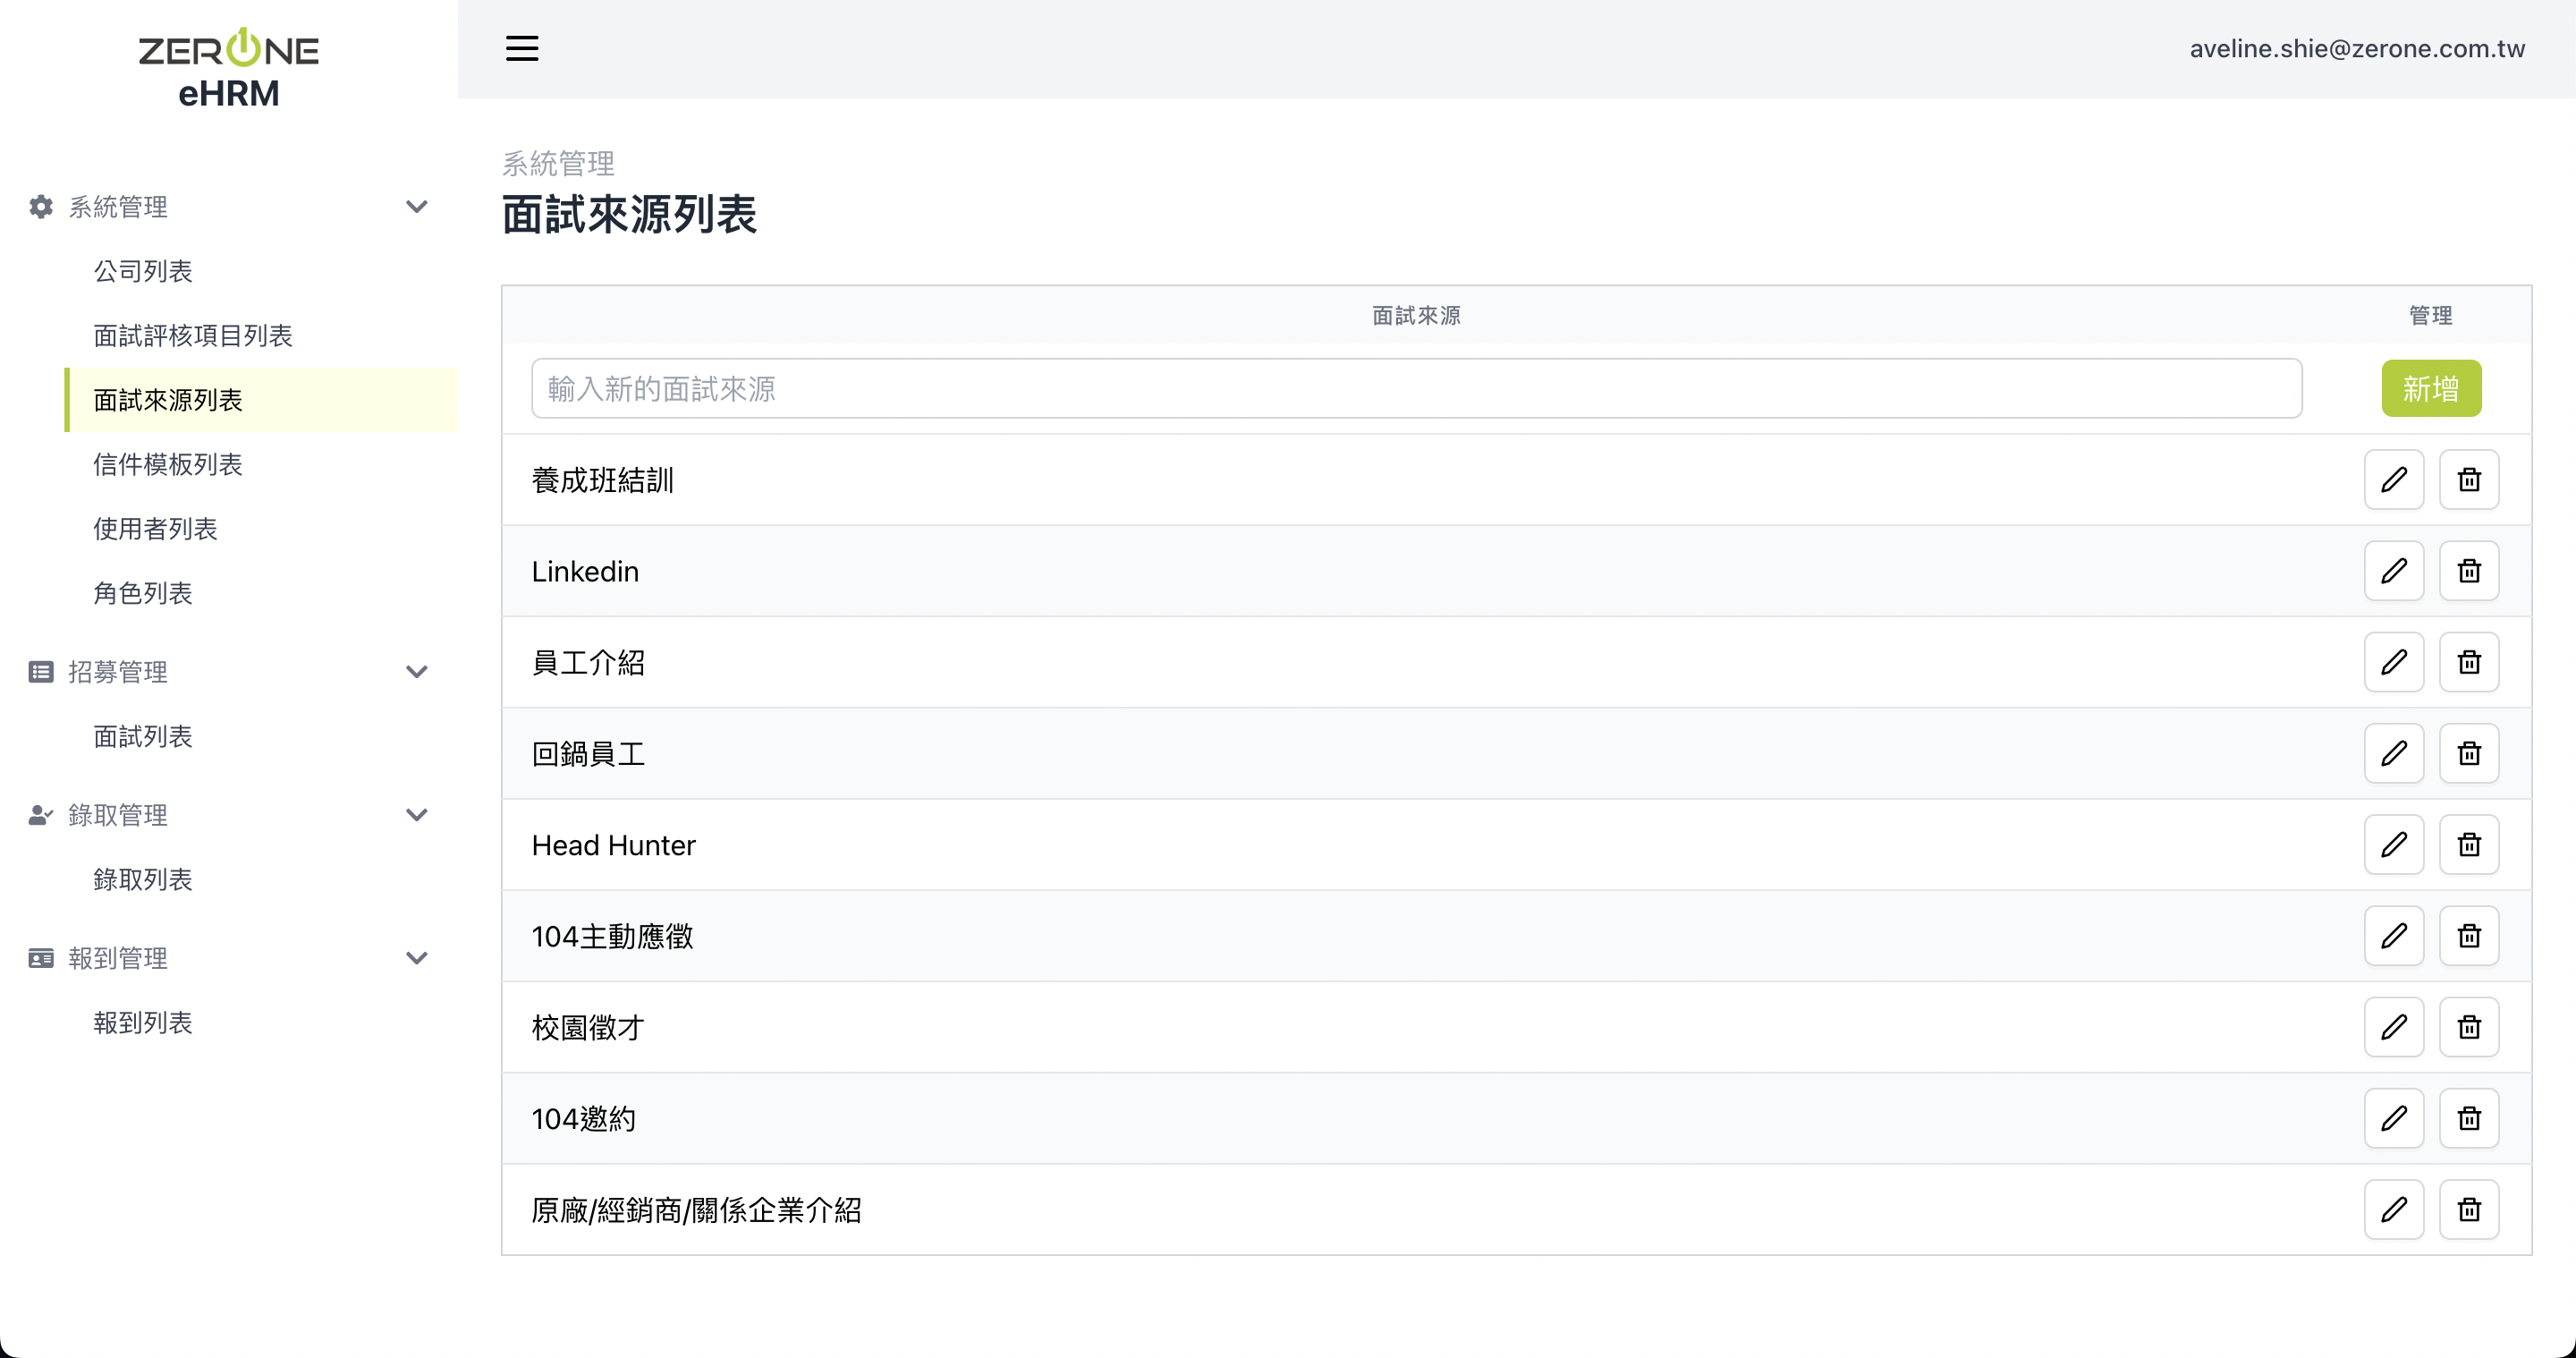 ZERONE
eHRM
aveline.shie@zerone.com.tw
系統管理
公司列表
面試評核項目列表
面試來源列表
信件模板列表
使用者列表
角色列表
招募管理
面試列表
錄取管理
錄取列表
報到管理
報到列表
系統管理
面試來源列表
面試來源 管理
輸入新的面試來源 新增
養成班結訓
Linkedin
員工介紹
回鍋員工
Head Hunter
104主動應徵
校園徵才
104邀約
原廠/經銷商/關係企業介紹